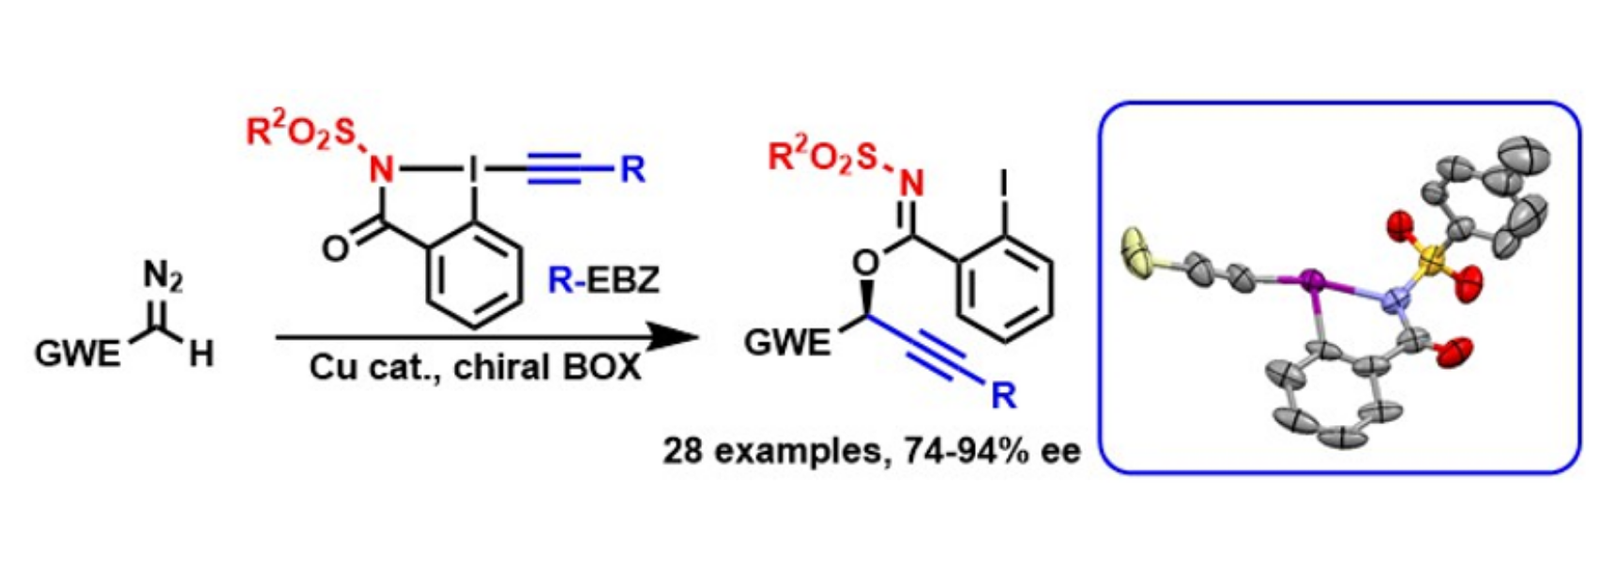 N₂
GWE H
R²O₂S
N I R
O
R-EBZ
Cu cat., chiral BOX
R²O₂S
N I
O
GWE
R
28 examples, 74-94% ee